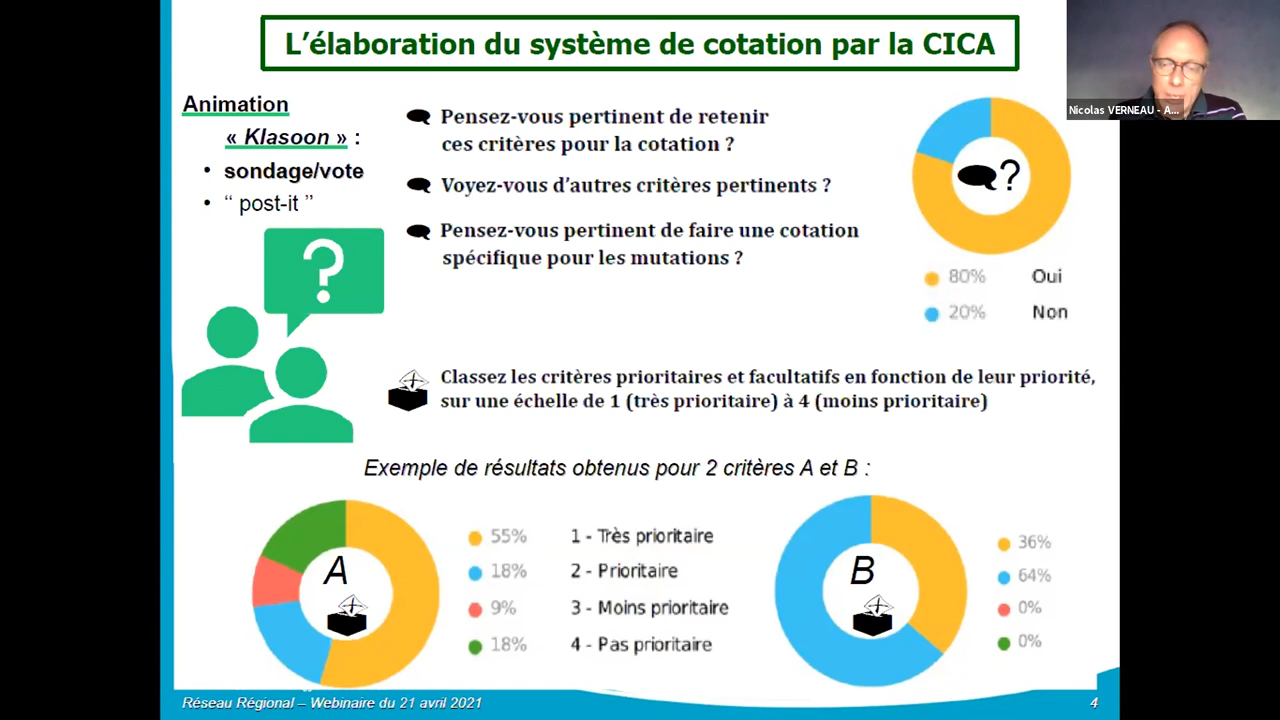 L'élaboration du système de cotation par la CICA
Nicolas VERNEAU - A...
Animation
« Klasoon » :
• sondage/vote
• “ post-it ”
Pensez-vous pertinent de retenir
ces critères pour la cotation ?
Voyez-vous d'autres critères pertinents ?
Pensez-vous pertinent de faire une cotation
spécifique pour les mutations ?
?
?
80% Oui
20% Non
Classez les critères prioritaires et facultatifs en fonction de leur priorité,
sur une échelle de 1 (très prioritaire) à 4 (moins prioritaire)
Exemple de résultats obtenus pour 2 critères A et B :
A
55% 1 - Très prioritaire
18% 2 - Prioritaire
9% 3 - Moins prioritaire
18% 4 - Pas prioritaire
B
36%
64%
0%
0%
Réseau Régional – Webinaire du 21 avril 2021
4